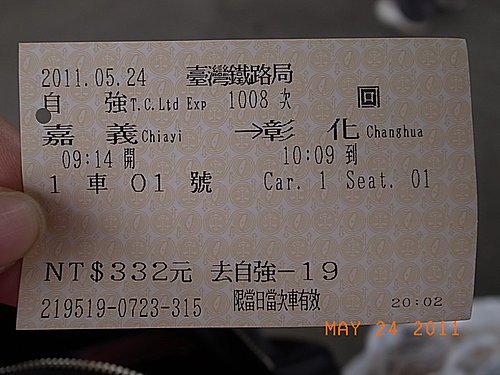 2011.05.24 臺灣鐵路局
自 強 T.C.Ltd Exp 1008 次 回
嘉 義 Chiayi →彰 化 Changhua
09:14 開 10:09 到
1 車 01 號 Car. 1 Seat. 01
NT$332元 去自強-19
219519-0723-315 限當日當次車有效 20:02
MAY 24 2011